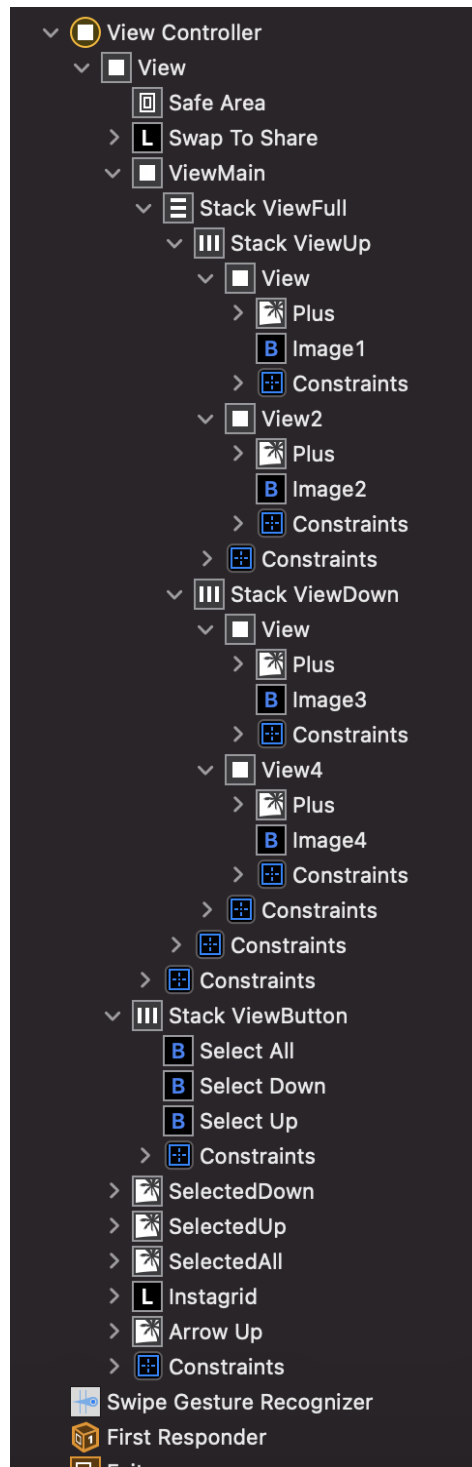 View Controller
View
Safe Area
L Swap To Share
ViewMain
Stack ViewFull
Stack ViewUp
View
Plus
B Image1
Constraints
View2
Plus
B Image2
Constraints
Constraints
Stack ViewDown
View
Plus
B Image3
Constraints
View4
Plus
B Image4
Constraints
Constraints
Constraints
Constraints
Stack ViewButton
B Select All
B Select Down
B Select Up
Constraints
SelectedDown
SelectedUp
SelectedAll
L Instagrid
Arrow Up
Constraints
Swipe Gesture Recognizer
1 First Responder